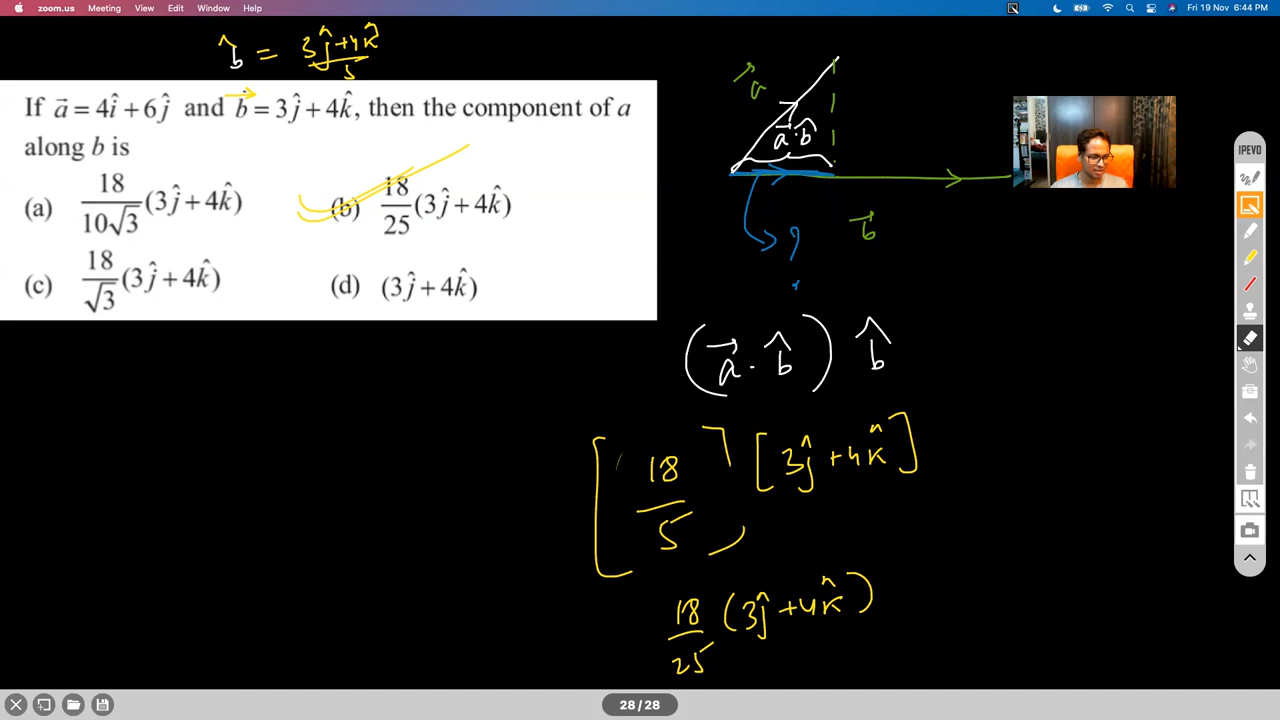 zoom.us Meeting View Edit Window Help Fri 19 Nov 6:44 PM
b̂ = 3ĵ+4k̂ / 5
If a⃗ = 4î + 6ĵ and b⃗ = 3ĵ + 4k̂, then the component of a
along b is
(a) 18/10√3 (3ĵ + 4k̂) (b) 18/25 (3ĵ + 4k̂)
(c) 18/√3 (3ĵ + 4k̂) (d) (3ĵ + 4k̂)
a⃗
a⃗·b̂
b⃗
?
(a⃗ · b̂) b̂
[18/5] [3ĵ + 4k̂]
18/25 (3ĵ + 4k̂)
IPEVO
28 / 28